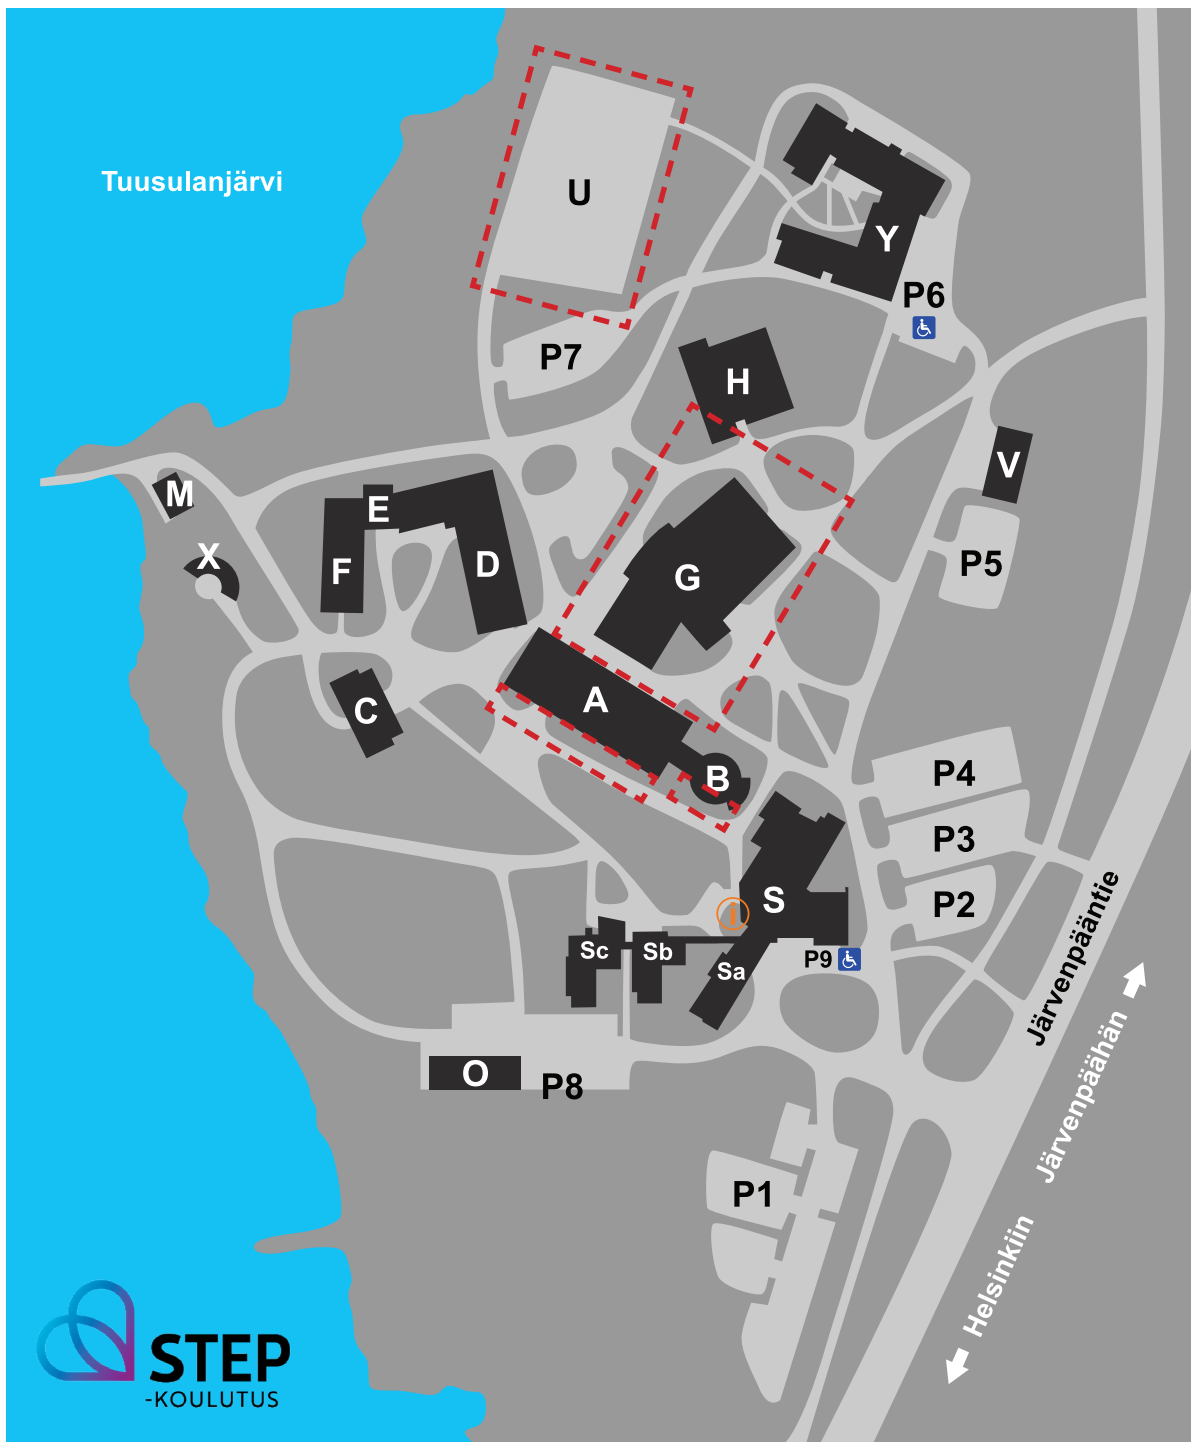 Tuusulanjärvi
U
Y
P6
P7
H
V
M
E
X
F
D
G
P5
A
C
B
P4
P3
S
P2
Järvenpääntie
i
Sc
Sb
Sa
P9
O
P8
Järvenpäähän
P1
Helsinkiin
STEP
-KOULUTUS